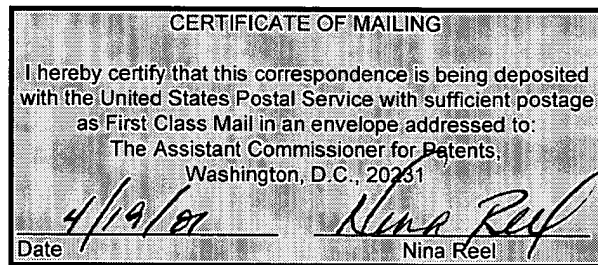 CERTIFICATE OF MAILING
I hereby certify that this correspondence is being deposited
with the United States Postal Service with sufficient postage
as First Class Mail in an envelope addressed to:
The Assistant Commissioner for Patents,
Washington, D.C., 20231
4/19/01 Nina Reel
Date Nina Reel